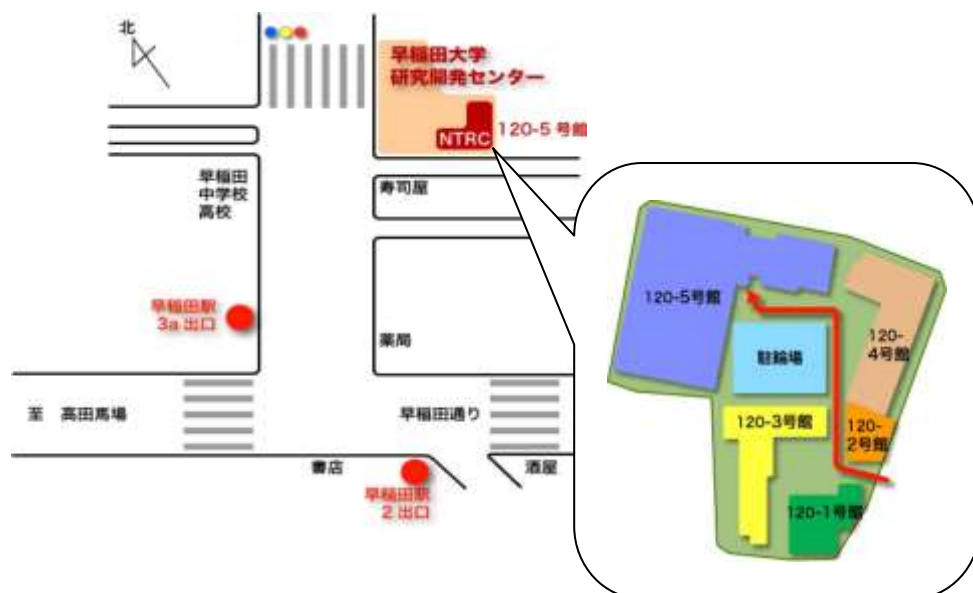 北
早稲田大学
研究開発センター
NTRC
120-5 号館
早稲田
中学校
高校
寿司屋
早稲田駅
3a 出口
薬局
至 高田馬場
早稲田通り
書店
早稲田駅
2 出口
酒屋
120-5号館
120-
4号館
駐輪場
120-3号館
120-
2号館
120-1号館